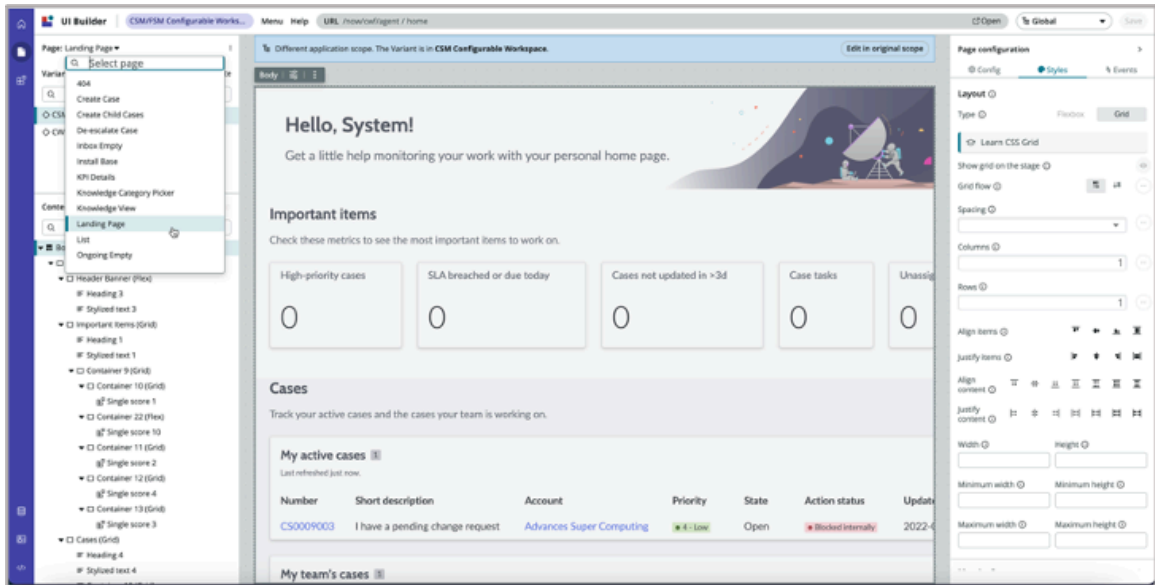 UI Builder
CSM/FSM Configurable Works...
Menu Help
URL /now/cwf/agent / home
Open
Global
Save
Page: Landing Page
Select page
404
Create Case
Create Child Cases
De-escalate Case
Inbox Empty
Install Base
KPI Details
Knowledge Category Picker
Knowledge View
Landing Page
List
Ongoing Empty
Header Banner (Flex)
Heading 3
Stylized text 3
Important Items (Grid)
Heading 1
Stylized text 1
Container 9 (Grid)
Container 10 (Grid)
Single score 1
Container 22 (Flex)
Single score 10
Container 11 (Grid)
Single score 2
Container 12 (Grid)
Single score 4
Container 13 (Grid)
Single score 3
Cases (Grid)
Heading 4
Stylized text 4
Different application scope. The Variant is in CSM Configurable Workspace.
Edit in original scope
Body
Hello, System!
Get a little help monitoring your work with your personal home page.
Important items
Check these metrics to see the most important items to work on.
High-priority cases
0
SLA breached or due today
0
Cases not updated in >3d
0
Case tasks
0
Unassig
0
Cases
Track your active cases and the cases your team is working on.
My active cases 1
Last refreshed just now.
Number Short description Account Priority State Action status Updat
CS0009003 I have a pending change request Advances Super Computing 4 - Low Open Blocked internally 2022-
My team's cases 1
Page configuration
Config Styles Events
Layout
Type Flexbox Grid
Learn CSS Grid
Show grid on the stage
Grid flow
Spacing
Columns
1
Rows
1
Align items
Justify items
Align content
Justify content
Width Height
Minimum width Minimum height
Maximum width Maximum height